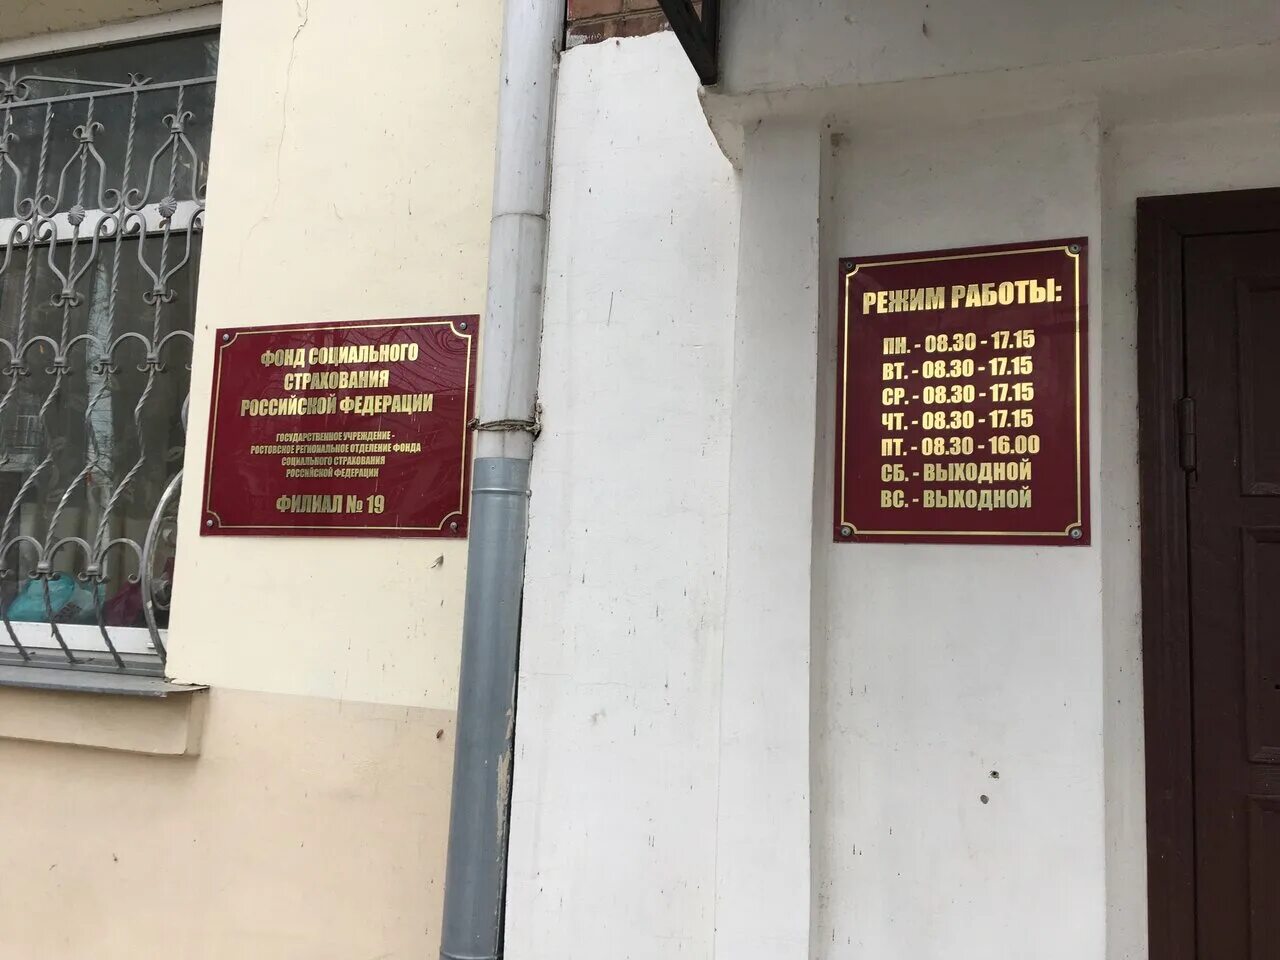 ФОНД СОЦИАЛЬНОГО
СТРАХОВАНИЯ
РОССИЙСКОЙ ФЕДЕРАЦИИ
ГОСУДАРСТВЕННОЕ УЧРЕЖДЕНИЕ -
РОСТОВСКОЕ РЕГИОНАЛЬНОЕ ОТДЕЛЕНИЕ ФОНДА
СОЦИАЛЬНОГО СТРАХОВАНИЯ
РОССИЙСКОЙ ФЕДЕРАЦИИ
ФИЛИАЛ № 19
РЕЖИМ РАБОТЫ:
ПН. - 08.30 - 17.15
ВТ. - 08.30 - 17.15
СР. - 08.30 - 17.15
ЧТ. - 08.30 - 17.15
ПТ. - 08.30 - 16.00
СБ. - ВЫХОДНОЙ
ВС. - ВЫХОДНОЙ